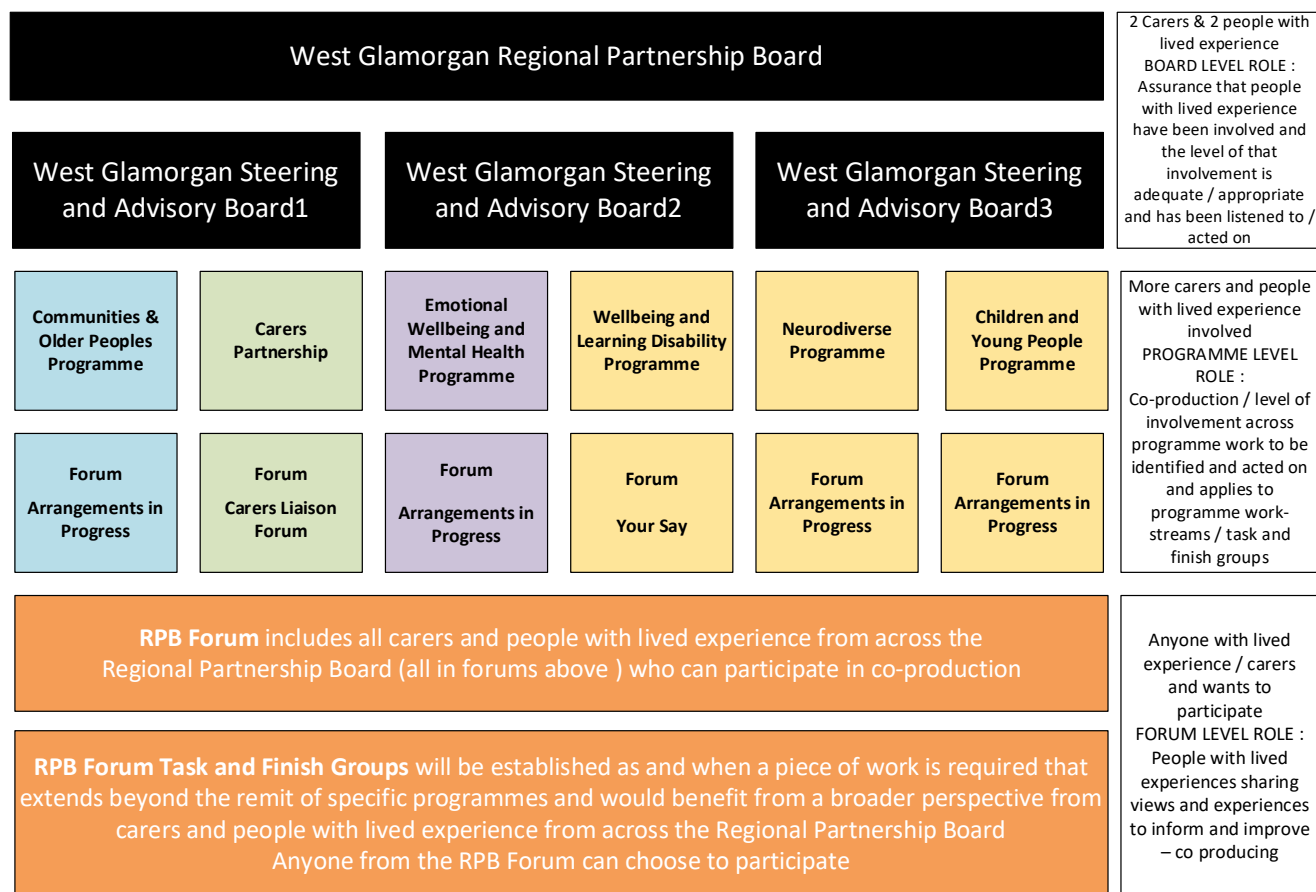 West Glamorgan Regional Partnership Board
2 Carers & 2 people with
lived experience
BOARD LEVEL ROLE :
Assurance that people
with lived experience
have been involved and
the level of that
involvement is
adequate / appropriate
and has been listened to /
acted on
West Glamorgan Steering
and Advisory Board1
West Glamorgan Steering
and Advisory Board2
West Glamorgan Steering
and Advisory Board3
Communities &
Older Peoples
Programme
Carers
Partnership
Emotional
Wellbeing and
Mental Health
Programme
Wellbeing and
Learning Disability
Programme
Neurodiverse
Programme
Children and
Young People
Programme
More carers and people
with lived experience
involved
PROGRAMME LEVEL
ROLE :
Co-production / level of
involvement across
programme work to be
identified and acted on
and applies to
programme work-
streams / task and
finish groups
Forum
Arrangements in
Progress
Forum
Carers Liaison
Forum
Forum
Arrangements in
Progress
Forum
Your Say
Forum
Arrangements in
Progress
Forum
Arrangements in
Progress
RPB Forum includes all carers and people with lived experience from across the
Regional Partnership Board (all in forums above ) who can participate in co-production
Anyone with lived
experience / carers
and wants to
participate
FORUM LEVEL ROLE :
People with lived
experiences sharing
views and experiences
to inform and improve
– co producing
RPB Forum Task and Finish Groups will be established as and when a piece of work is required that
extends beyond the remit of specific programmes and would benefit from a broader perspective from
carers and people with lived experience from across the Regional Partnership Board
Anyone from the RPB Forum can choose to participate